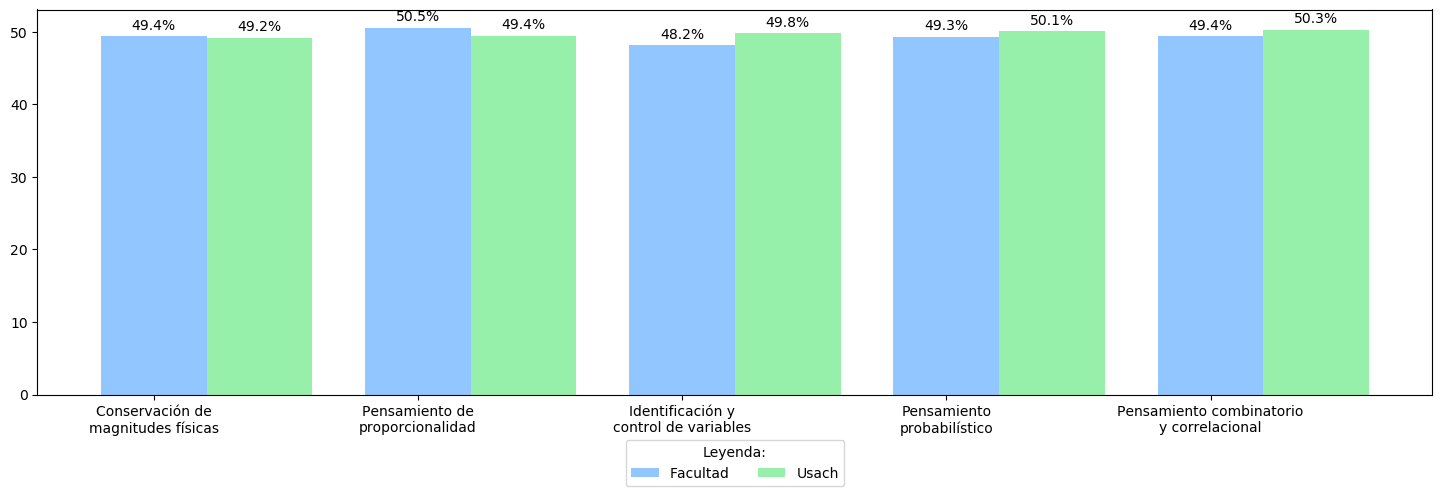 49.4%
49.2%
50.5%
49.4%
48.2%
49.8%
49.3%
50.1%
49.4%
50.3%
50
40
30
20
10
0
Conservación de
magnitudes físicas
Pensamiento de
proporcionalidad
Identificación y
control de variables
Pensamiento
probabilístico
Pensamiento combinatorio
y correlacional
Leyenda:
Facultad
Usach